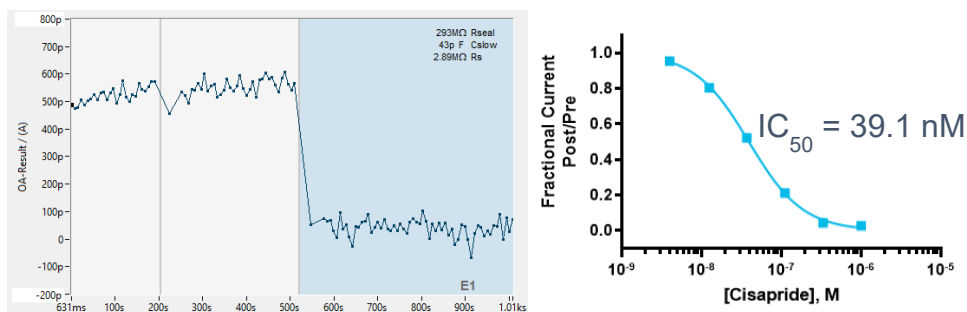 800p
700p
600p
500p
400p
300p
200p
100p
0
-100p
-200p
OA-Result / (A)
293MΩ Rseal
43p F Cslow
2.89MΩ Rs
E1
631ms 100s 200s 300s 400s 500s 600s 700s 800s 900s 1.01ks
Fractional Current
Post/Pre
1.0
0.8
0.6
0.4
0.2
0.0
IC50 = 39.1 nM
10-9 10-8 10-7 10-6 10-5
[Cisapride], M